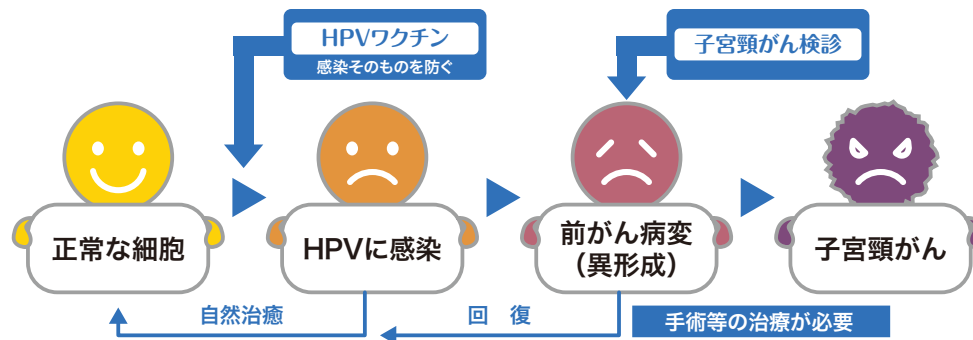 HPVワクチン
感染そのものを防ぐ
子宮頸がん検診
正常な細胞
HPVに感染
前がん病変
（異形成）
子宮頸がん
自然治癒
回 復
手術等の治療が必要